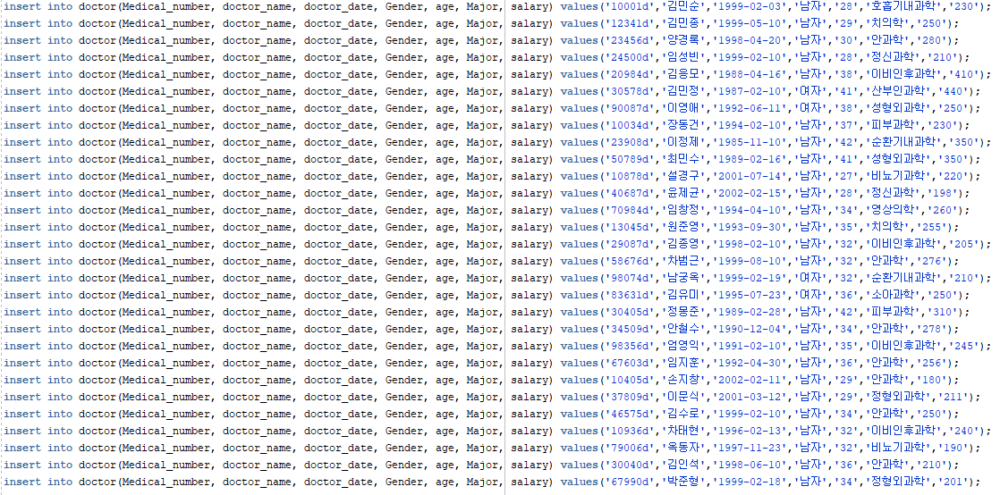 insert into doctor(Medical_number, doctor_name, doctor_date, Gender, age, Major, salary) values('10001d','김민순','1999-02-03','남자','28','호흡기내과학','230');
insert into doctor(Medical_number, doctor_name, doctor_date, Gender, age, Major, salary) values('12341d','김민종','1999-05-10','남자','29','치의학','250');
insert into doctor(Medical_number, doctor_name, doctor_date, Gender, age, Major, salary) values('23456d','양경록','1998-04-20','남자','30','안과학','280');
insert into doctor(Medical_number, doctor_name, doctor_date, Gender, age, Major, salary) values('24500d','임성빈','1999-02-10','남자','28','정신과학','210');
insert into doctor(Medical_number, doctor_name, doctor_date, Gender, age, Major, salary) values('20984d','김응모','1988-04-16','남자','38','이비인후과학','410');
insert into doctor(Medical_number, doctor_name, doctor_date, Gender, age, Major, salary) values('30578d','김민정','1987-02-10','여자','41','산부인과학','440');
insert into doctor(Medical_number, doctor_name, doctor_date, Gender, age, Major, salary) values('90087d','이영애','1992-06-11','여자','38','성형외과학','250');
insert into doctor(Medical_number, doctor_name, doctor_date, Gender, age, Major, salary) values('10034d','장동건','1994-02-10','남자','37','피부과학','230');
insert into doctor(Medical_number, doctor_name, doctor_date, Gender, age, Major, salary) values('23908d','이정제','1985-11-10','남자','42','순환기내과학','350');
insert into doctor(Medical_number, doctor_name, doctor_date, Gender, age, Major, salary) values('50789d','최민수','1989-02-16','남자','41','성형외과학','350');
insert into doctor(Medical_number, doctor_name, doctor_date, Gender, age, Major, salary) values('10878d','설경구','2001-07-14','남자','27','비뇨기과학','220');
insert into doctor(Medical_number, doctor_name, doctor_date, Gender, age, Major, salary) values('40687d','윤제균','2002-02-15','남자','28','정신과학','198');
insert into doctor(Medical_number, doctor_name, doctor_date, Gender, age, Major, salary) values('70984d','임창정','1994-04-10','남자','34','영상의학','260');
insert into doctor(Medical_number, doctor_name, doctor_date, Gender, age, Major, salary) values('13045d','원준영','1993-09-30','남자','35','치의학','255');
insert into doctor(Medical_number, doctor_name, doctor_date, Gender, age, Major, salary) values('29087d','김종영','1998-02-10','남자','32','이비인후과학','205');
insert into doctor(Medical_number, doctor_name, doctor_date, Gender, age, Major, salary) values('58676d','차범근','1999-08-10','남자','32','안과학','276');
insert into doctor(Medical_number, doctor_name, doctor_date, Gender, age, Major, salary) values('98074d','남궁옥','1999-02-19','여자','32','순환기내과학','210');
insert into doctor(Medical_number, doctor_name, doctor_date, Gender, age, Major, salary) values('83631d','김유미','1995-07-23','여자','36','소아과학','250');
insert into doctor(Medical_number, doctor_name, doctor_date, Gender, age, Major, salary) values('30405d','정몽준','1989-02-28','남자','42','피부과학','310');
insert into doctor(Medical_number, doctor_name, doctor_date, Gender, age, Major, salary) values('34509d','안철수','1990-12-04','남자','34','안과학','278');
insert into doctor(Medical_number, doctor_name, doctor_date, Gender, age, Major, salary) values('98356d','엄영익','1991-02-10','남자','35','이비인후과학','245');
insert into doctor(Medical_number, doctor_name, doctor_date, Gender, age, Major, salary) values('67603d','임지훈','1992-04-30','남자','36','안과학','256');
insert into doctor(Medical_number, doctor_name, doctor_date, Gender, age, Major, salary) values('10405d','손지창','2002-02-11','남자','29','안과학','180');
insert into doctor(Medical_number, doctor_name, doctor_date, Gender, age, Major, salary) values('37809d','이문식','2001-03-12','남자','29','정형외과학','211');
insert into doctor(Medical_number, doctor_name, doctor_date, Gender, age, Major, salary) values('46575d','김수로','1999-02-10','남자','34','안과학','250');
insert into doctor(Medical_number, doctor_name, doctor_date, Gender, age, Major, salary) values('10936d','차태현','1996-02-13','남자','32','이비인후과학','240');
insert into doctor(Medical_number, doctor_name, doctor_date, Gender, age, Major, salary) values('79006d','옥동자','1997-11-23','남자','32','비뇨기과학','190');
insert into doctor(Medical_number, doctor_name, doctor_date, Gender, age, Major, salary) values('30040d','김인석','1998-06-10','남자','36','안과학','210');
insert into doctor(Medical_number, doctor_name, doctor_date, Gender, age, Major, salary) values('67990d','박준형','1999-02-18','남자','34','정형외과학','201');